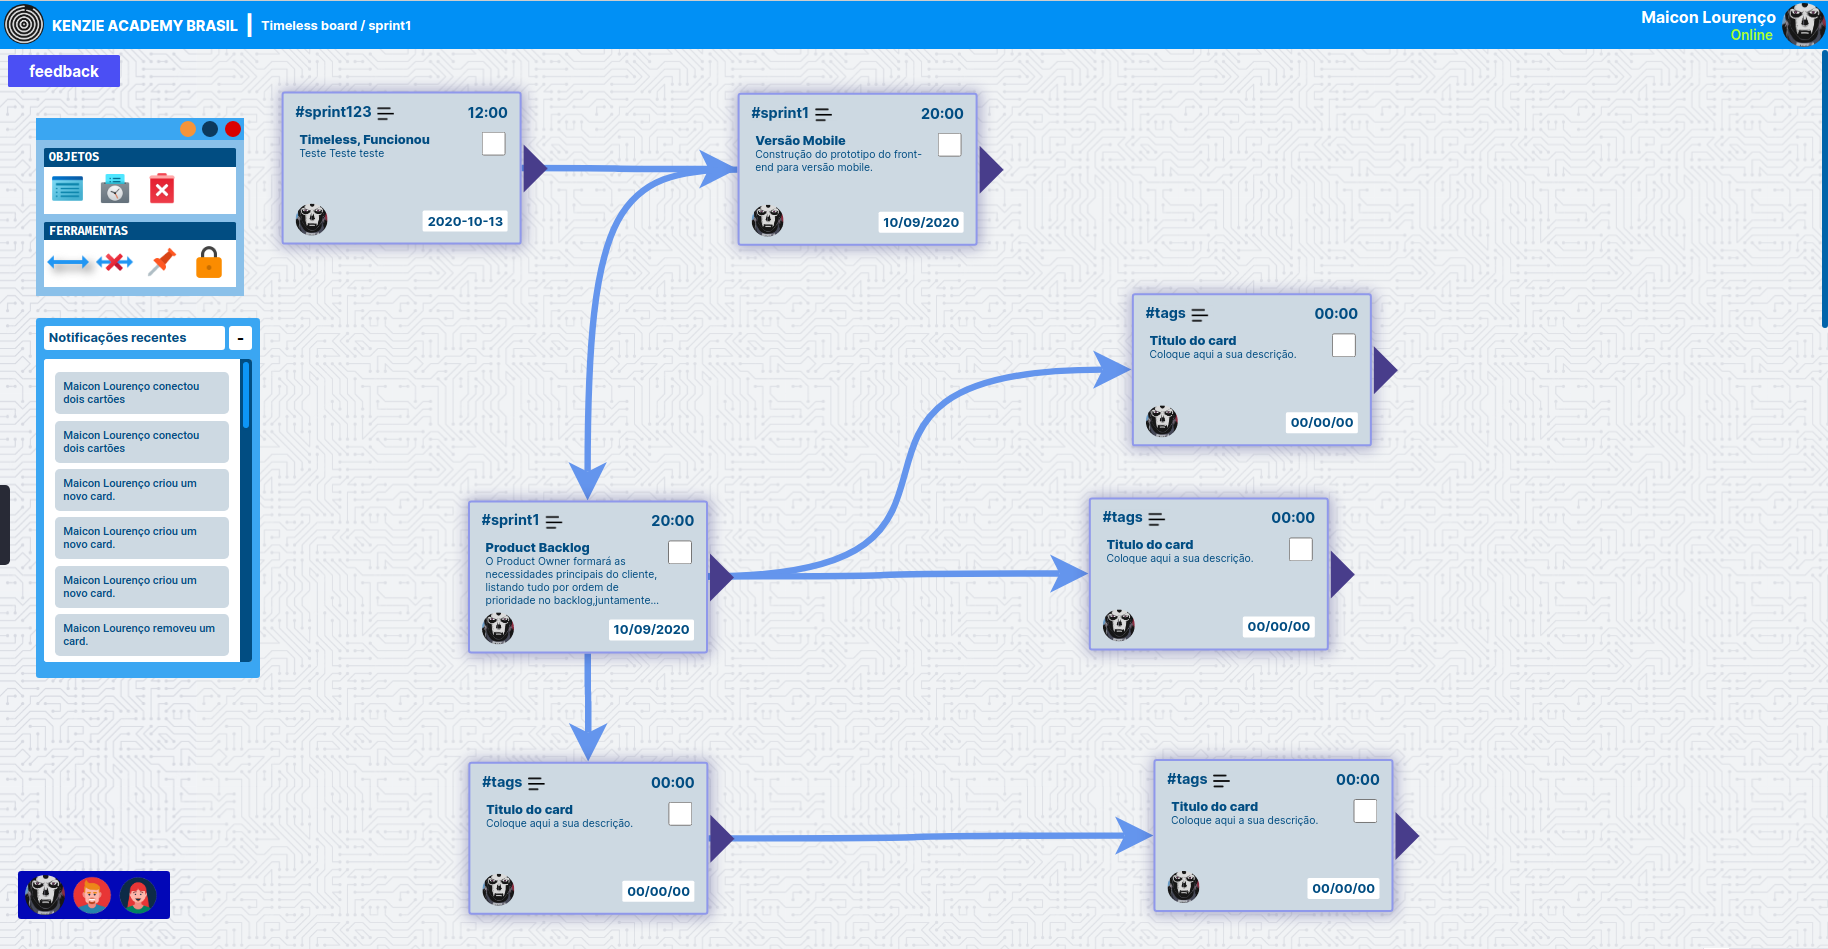 KENZIE ACADEMY BRASIL
Timeless board / sprint1
Maicon Lourenço
Online
feedback
OBJETOS
FERRAMENTAS
Notificações recentes
-
Maicon Lourenço conectou
dois cartões
Maicon Lourenço conectou
dois cartões
Maicon Lourenço criou um
novo card.
Maicon Lourenço criou um
novo card.
Maicon Lourenço criou um
novo card.
Maicon Lourenço removeu um
card.
#sprint123
12:00
Timeless, Funcionou
Teste Teste teste
2020-10-13
#sprint1
20:00
Versão Mobile
Construção do prototipo do front-
end para versão mobile.
10/09/2020
#tags
00:00
Titulo do card
Coloque aqui a sua descrição.
00/00/00
#sprint1
20:00
Product Backlog
O Product Owner formará as
necessidades principais do cliente,
listando tudo por ordem de
prioridade no backlog,juntamente...
10/09/2020
#tags
00:00
Titulo do card
Coloque aqui a sua descrição.
00/00/00
#tags
00:00
Titulo do card
Coloque aqui a sua descrição.
00/00/00
#tags
00:00
Titulo do card
Coloque aqui a sua descrição.
00/00/00